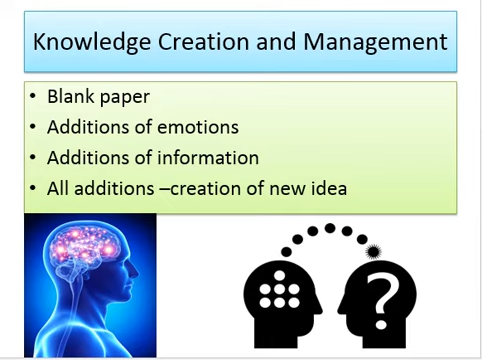 Knowledge Creation and Management
• Blank paper
• Additions of emotions
• Additions of information
• All additions –creation of new idea
?